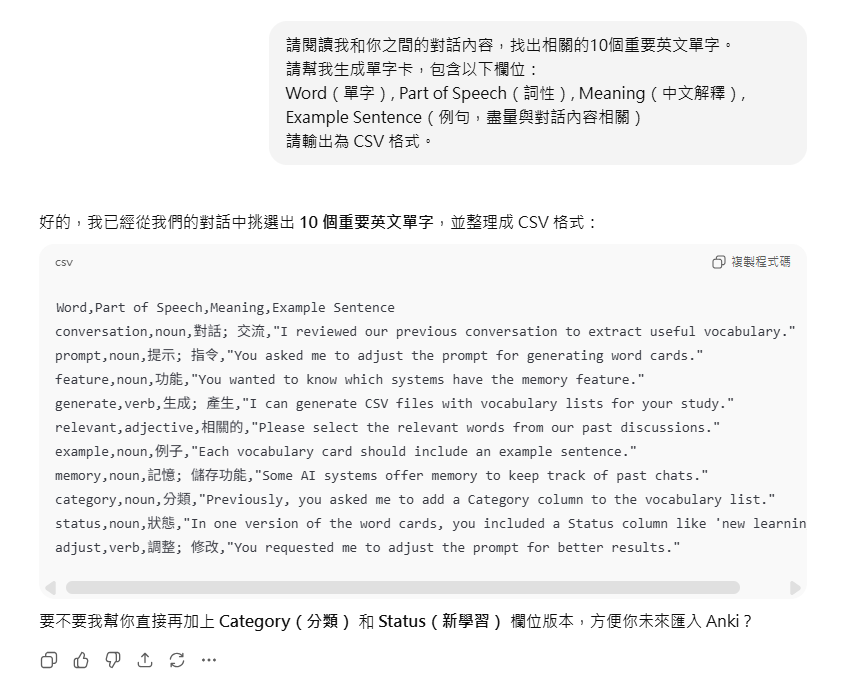 請閱讀我和你之間的對話內容，找出相關的10個重要英文單字。
請幫我生成單字卡，包含以下欄位：
Word（單字）, Part of Speech（詞性）, Meaning（中文解釋）,
Example Sentence（例句，盡量與對話內容相關）
請輸出為 CSV 格式。
好的，我已經從我們的對話中挑選出 10 個重要英文單字，並整理成 CSV 格式：
csv
複製程式碼
Word,Part of Speech,Meaning,Example Sentence
conversation,noun,對話; 交流,"I reviewed our previous conversation to extract useful vocabulary."
prompt,noun,提示; 指令,"You asked me to adjust the prompt for generating word cards."
feature,noun,功能,"You wanted to know which systems have the memory feature."
generate,verb,生成; 產生,"I can generate CSV files with vocabulary lists for your study."
relevant,adjective,相關的,"Please select the relevant words from our past discussions."
example,noun,例子,"Each vocabulary card should include an example sentence."
memory,noun,記憶; 儲存功能,"Some AI systems offer memory to keep track of past chats."
category,noun,分類,"Previously, you asked me to add a Category column to the vocabulary list."
status,noun,狀態,"In one version of the word cards, you included a Status column like 'new learnin
adjust,verb,調整; 修改,"You requested me to adjust the prompt for better results."
要不要我幫你直接再加上 Category（分類） 和 Status（新學習） 欄位版本，方便你未來匯入 Anki？